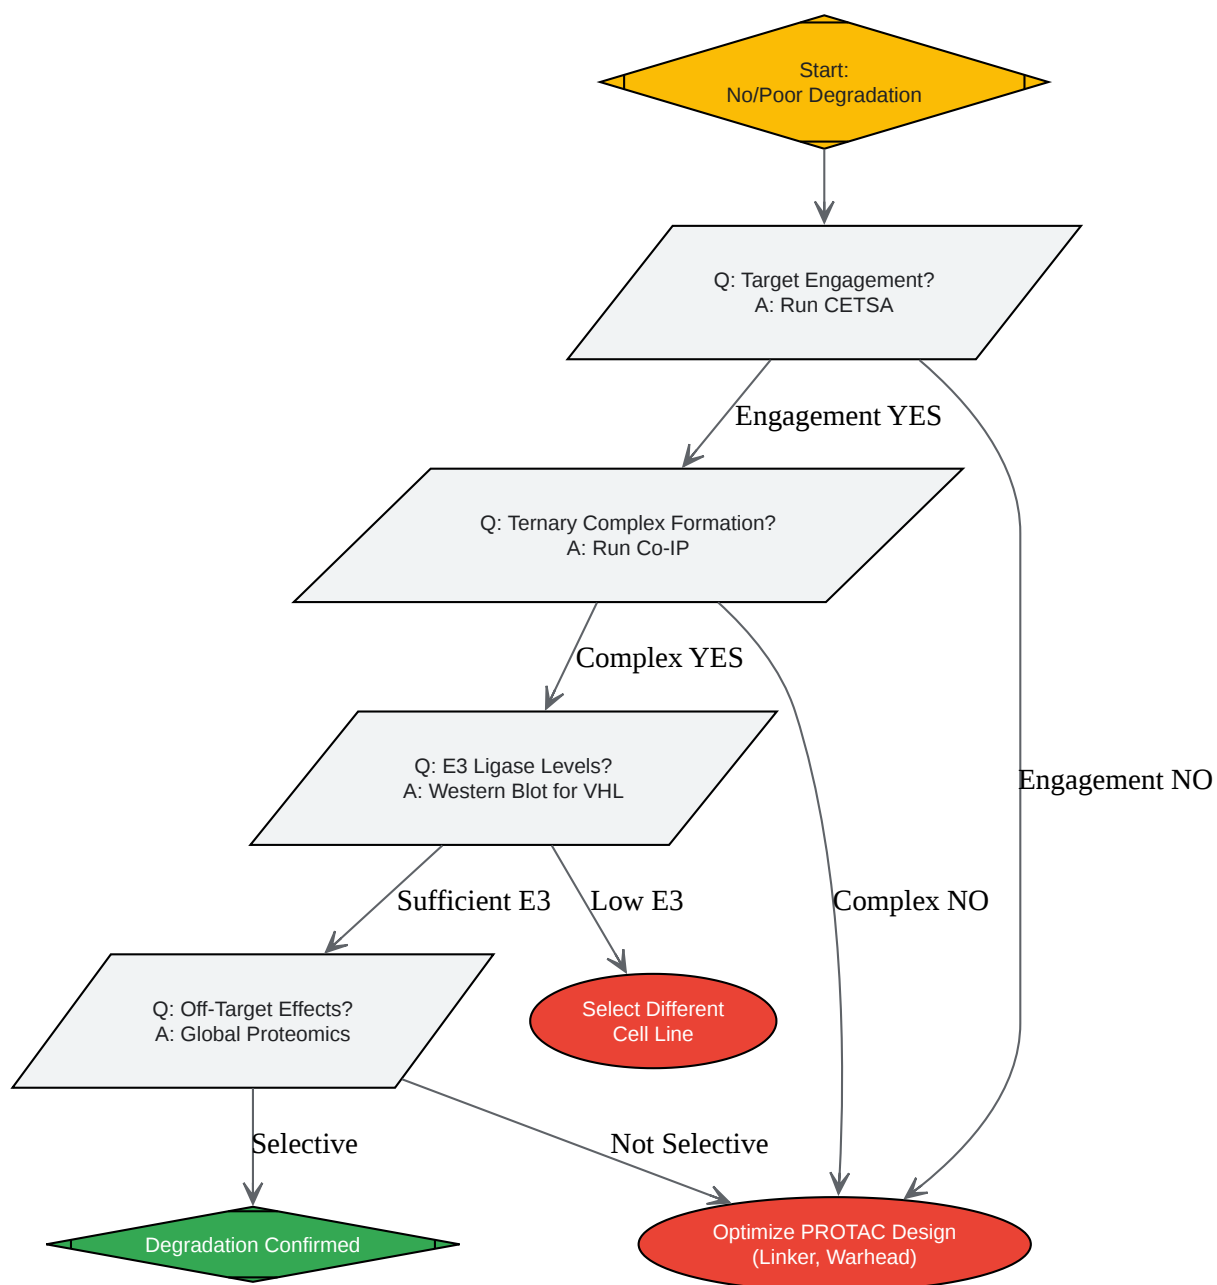 Start:
No/Poor Degradation
Q: Target Engagement?
A: Run CETSA
Engagement YES
Q: Ternary Complex Formation?
A: Run Co-IP
Complex YES
Q: E3 Ligase Levels?
A: Western Blot for VHL
Engagement NO
Sufficient E3
Low E3
Complex NO
Q: Off-Target Effects?
A: Global Proteomics
Select Different
Cell Line
Selective
Not Selective
Degradation Confirmed
Optimize PROTAC Design
(Linker, Warhead)